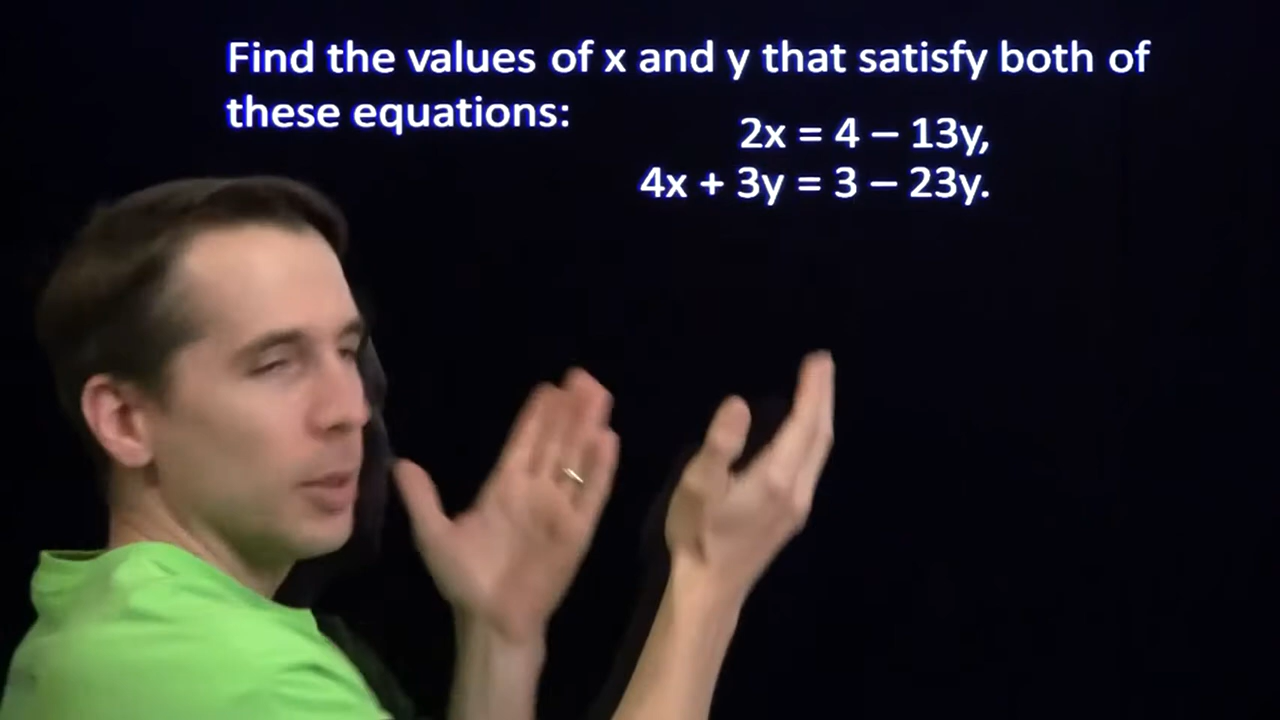 Find the values of x and y that satisfy both of
these equations:
2x = 4 – 13y,
4x + 3y = 3 – 23y.